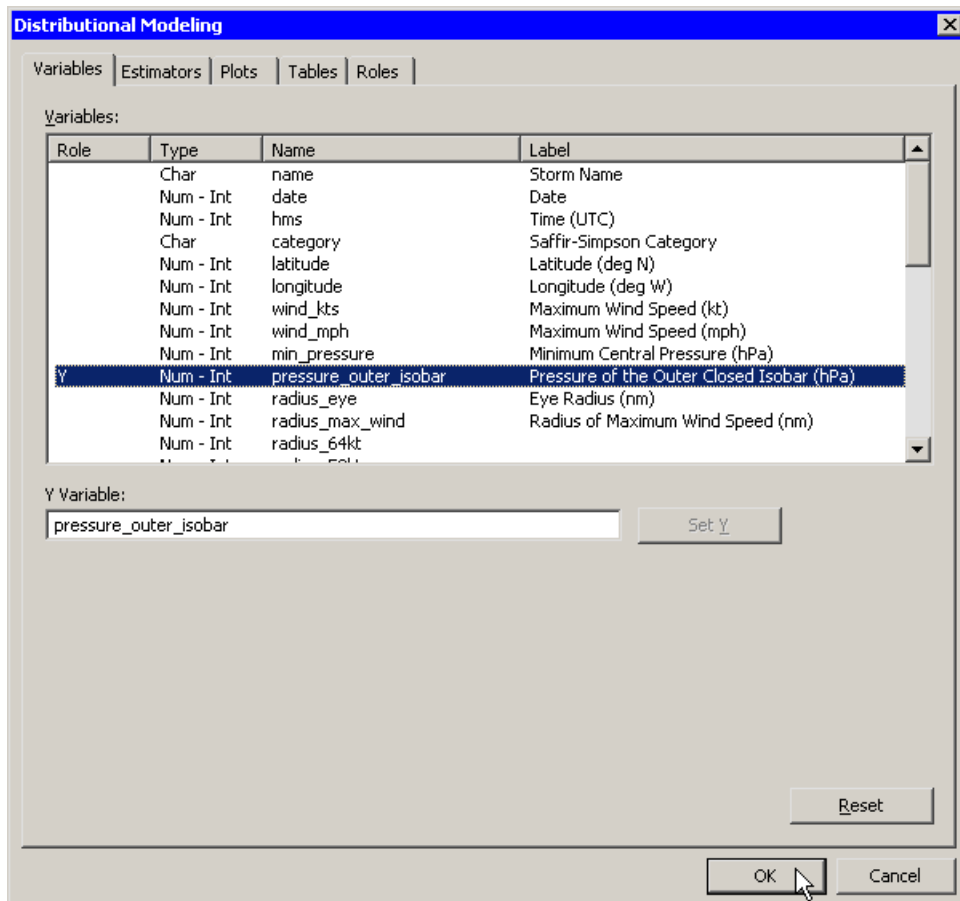 Distributional Modeling
Variables Estimators Plots Tables Roles
Variables:
Role Type Name Label
Char name Storm Name
Num - Int date Date
Num - Int hms Time (UTC)
Char category Saffir-Simpson Category
Num - Int latitude Latitude (deg N)
Num - Int longitude Longitude (deg W)
Num - Int wind_kts Maximum Wind Speed (kt)
Num - Int wind_mph Maximum Wind Speed (mph)
Num - Int min_pressure Minimum Central Pressure (hPa)
Y Num - Int pressure_outer_isobar Pressure of the Outer Closed Isobar (hPa)
Num - Int radius_eye Eye Radius (nm)
Num - Int radius_max_wind Radius of Maximum Wind Speed (nm)
Num - Int radius_64kt
Y Variable:
pressure_outer_isobar Set Y
Reset
OK Cancel